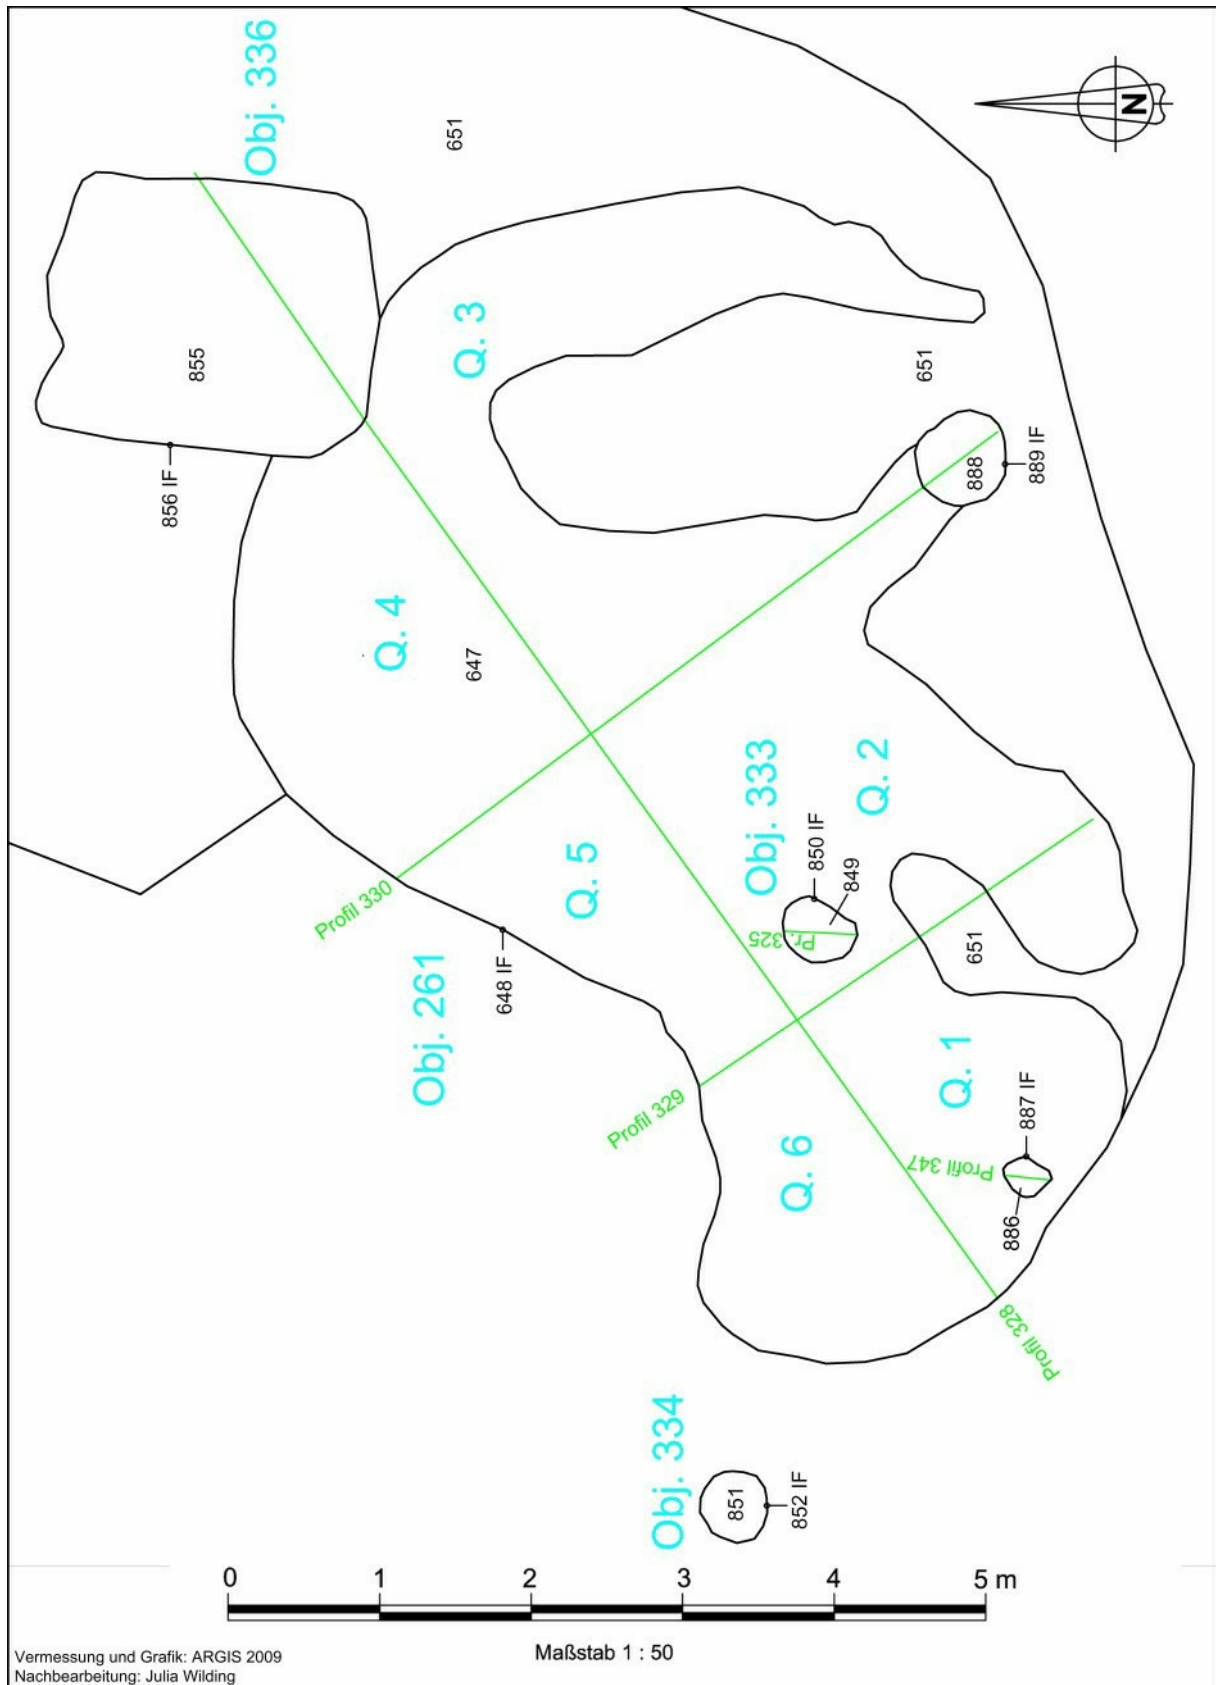 Obj. 336
651
N
855
Q. 3
651
856 IF
888
889 IF
Q. 4
647
Obj. 333
Q. 2
850 IF
849
Q. 5
Profil 330
Pr. 325
651
648 IF
Obj. 261
Q. 1
887 IF
Profil 329
Q. 6
Profil 347
886
Profil 328
Obj. 334
851
852 IF
0 1 2 3 4 5 m
Maßstab 1 : 50
Vermessung und Grafik: ARGIS 2009
Nachbearbeitung: Julia Wilding